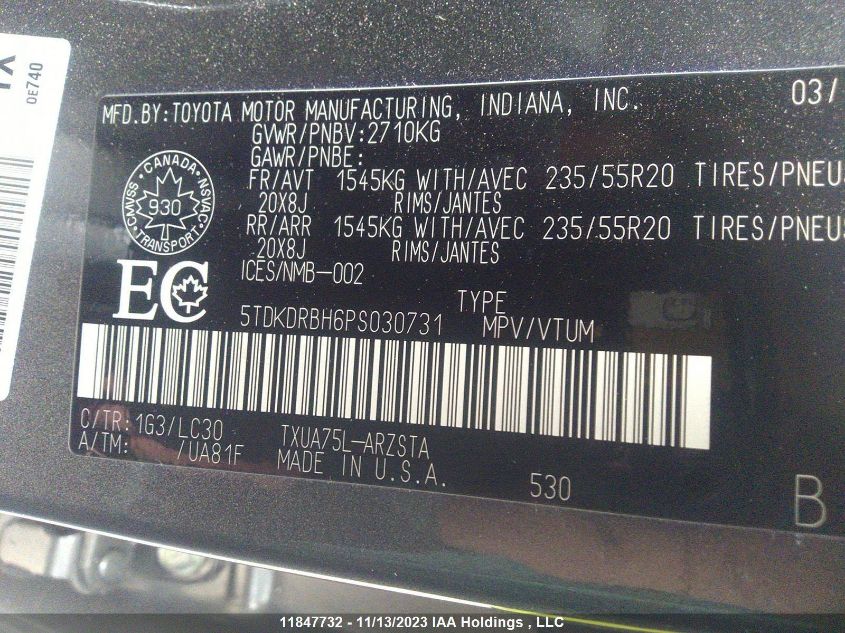 0E740
MFD.BY:TOYOTA MOTOR MANUFACTURING, INDIANA, INC. 03/
GVWR/PNBV:2710KG
GAWR/PNBE:
FR/AVT 1545KG WITH/AVEC 235/55R20 TIRES/PNEUS
20X8J RIMS/JANTES
RR/ARR 1545KG WITH/AVEC 235/55R20 TIRES/PNEUS
20X8J RIMS/JANTES
ICES/NMB-002
CANADA
CMVSS 930 NSVAC
TRANSPORT
EC
TYPE
5TDKDRBH6PS030731 MPV/VTUM
C/TR:1G3/LC30 TXUA75L-ARZSTA
A/TM: /UA81F MADE IN U.S.A.
530
B
11847732 - 11/13/2023 IAA Holdings , LLC